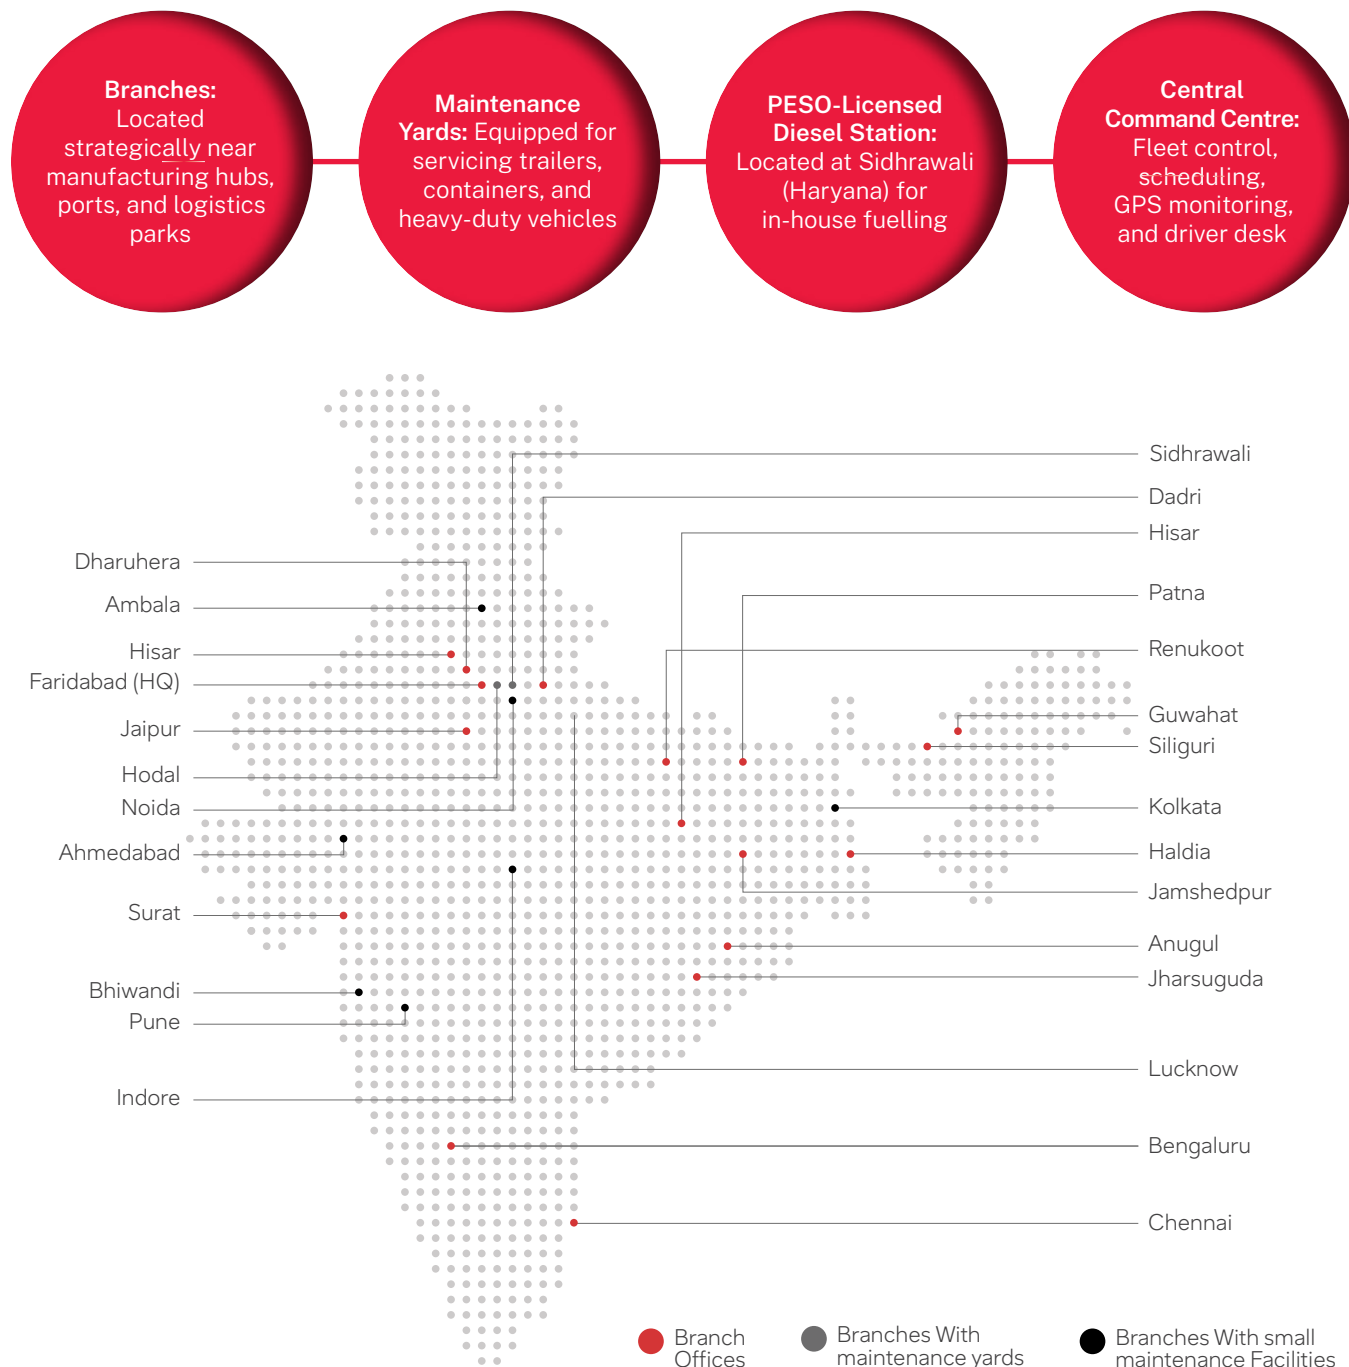 Branches:
Located
strategically near
manufacturing hubs,
ports, and logistics
parks
Maintenance
Yards: Equipped for
servicing trailers,
containers, and
heavy-duty vehicles
PESO-Licensed
Diesel Station:
Located at Sidhrawali
(Haryana) for
in-house fuelling
Central
Command Centre:
Fleet control,
scheduling,
GPS monitoring,
and driver desk
Dharuhera
Ambala
Hisar
Faridabad (HQ)
Jaipur
Hodal
Noida
Ahmedabad
Surat
Bhiwandi
Pune
Indore
Sidhrawali
Dadri
Hisar
Patna
Renukoot
Guwahat
Siliguri
Kolkata
Haldia
Jamshedpur
Anugul
Jharsuguda
Lucknow
Bengaluru
Chennai
Branch
Offices
Branches With
maintenance yards
Branches With small
maintenance Facilities